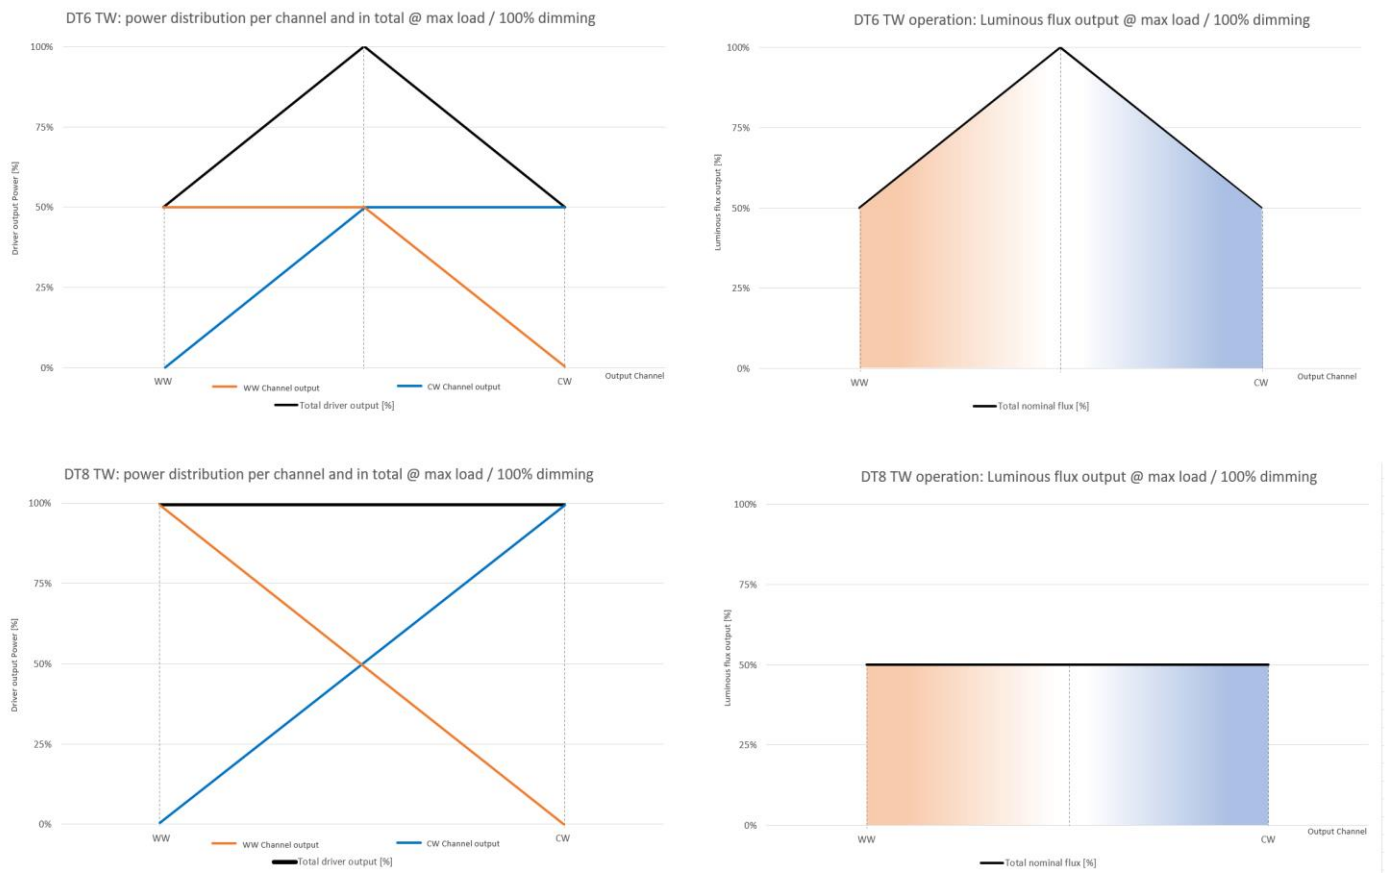 DT6 TW: power distribution per channel and in total @ max load / 100% dimming
100%
75%
50%
25%
0%
Driver output Power [%]
WW
CW
Output Channel
WW Channel output
CW Channel output
Total driver output [%]
DT6 TW operation: Luminous flux output @ max load / 100% dimming
100%
75%
50%
25%
0%
Luminous flux output [%]
WW
CW
Output Channel
Total nominal flux [%]
DT8 TW: power distribution per channel and in total @ max load / 100% dimming
100%
75%
50%
25%
0%
Driver output Power [%]
WW
CW
WW Channel output
CW Channel output
Total driver output [%]
DT8 TW operation: Luminous flux output @ max load / 100% dimming
100%
75%
50%
25%
0%
Luminous flux output [%]
WW
CW
Output Channel
Total nominal flux [%]